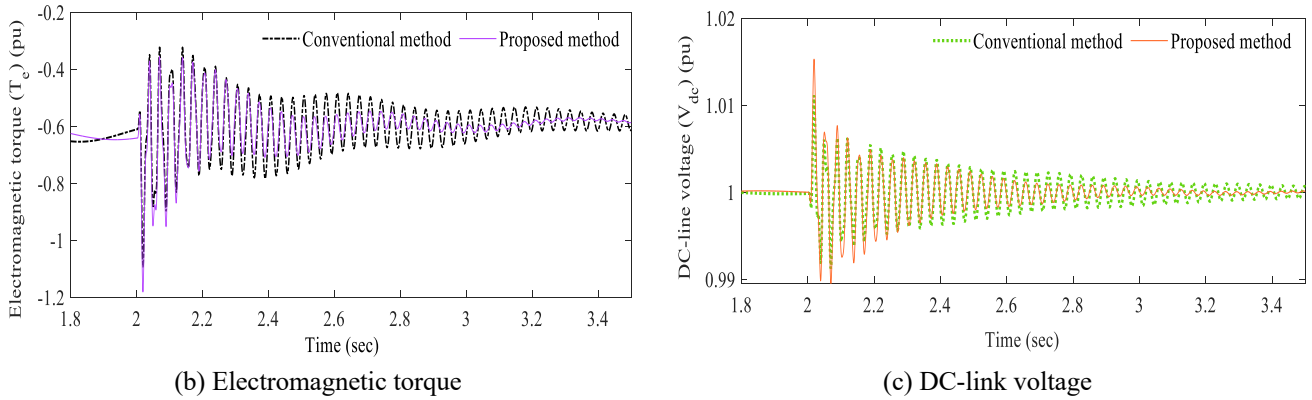 -0.2
Conventional method Proposed method
-0.4
-0.6
-0.8
-1
-1.2
Electromagnetic torque (Te) (pu)
1.8 2 2.2 2.4 2.6 2.8 3 3.2 3.4
Time (sec)
(b) Electromagnetic torque
1.02
Conventional method Proposed method
1.01
1
0.99
DC-line voltage (Vdc) (pu)
1.8 2 2.2 2.4 2.6 2.8 3 3.2 3.4
Time (sec)
(c) DC-link voltage